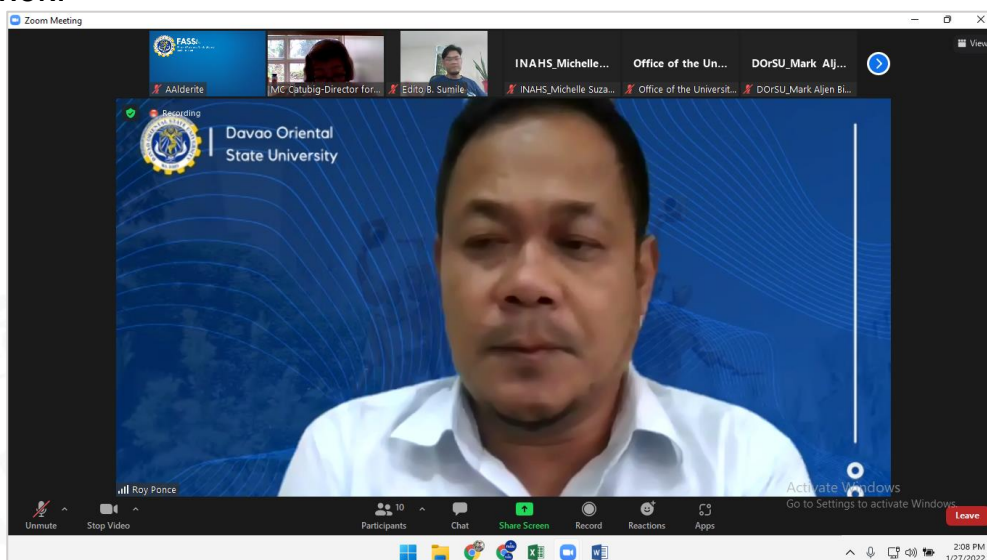 Zoom Meeting
View
FASS
INAHS_Michelle...
Office of the Un...
DOrSU_Mark Alj...
AAlderite
MC Catubig-Director for...
Edito B. Sumile
INAHS_Michelle Suza...
Office of the Universit...
DOrSU_Mark Aljen Bi...
Recording
Davao Oriental
State University
Roy Ponce
Activate Windows
Go to Settings to activate Windows.
Unmute
Stop Video
10
Participants
Chat
Share Screen
Record
Reactions
Apps
Leave
2:08 PM
1/27/2022